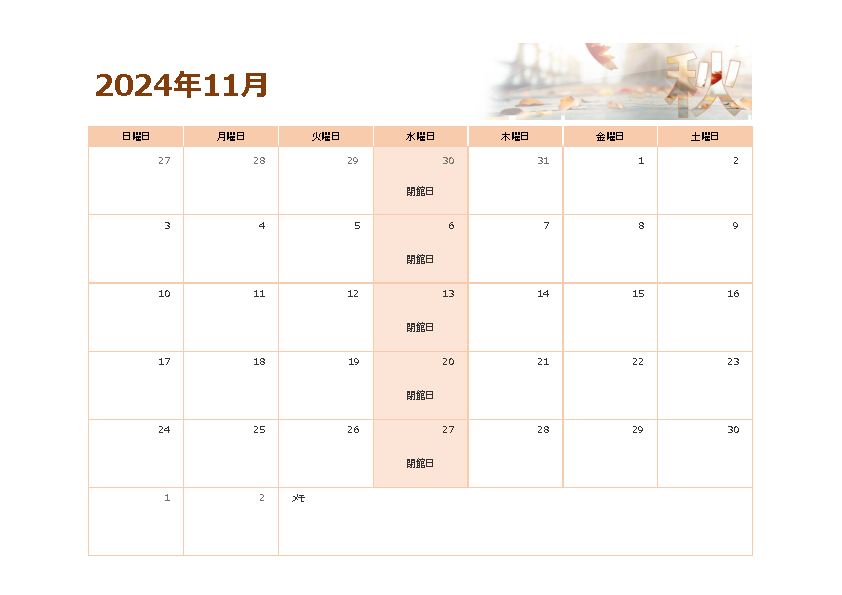 2024年11月
秋
日曜日 月曜日 火曜日 水曜日 木曜日 金曜日 土曜日
27 28 29 30 31 1 2
閉館日
3 4 5 6 7 8 9
閉館日
10 11 12 13 14 15 16
閉館日
17 18 19 20 21 22 23
閉館日
24 25 26 27 28 29 30
閉館日
1 2 メモ